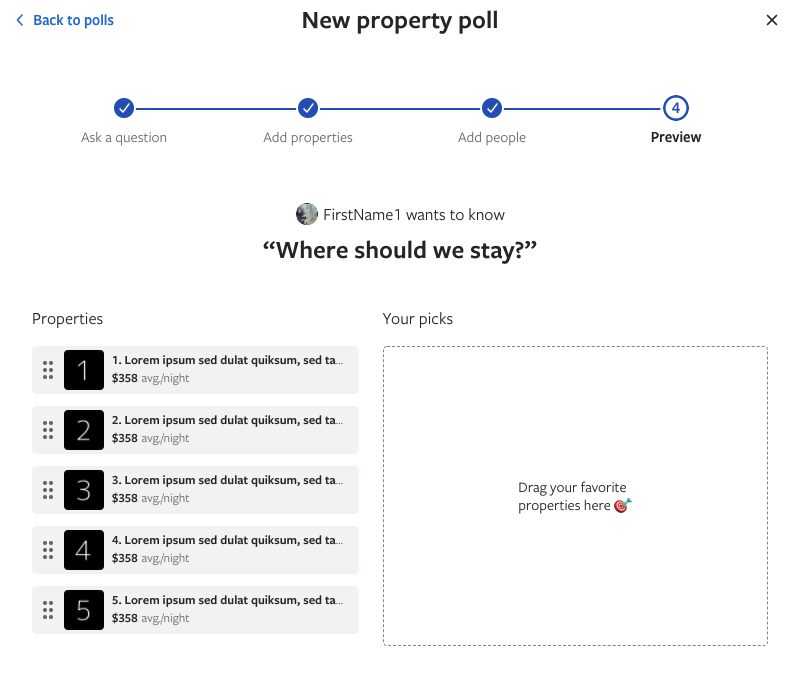 Back to polls
New property poll
4
Ask a question
Add properties
Add people
Preview
FirstName1 wants to know
“Where should we stay?”
Properties
Your picks
1
1. Lorem ipsum sed dulat quiksum, sed ta...
$358 avg/night
2
2. Lorem ipsum sed dulat quiksum, sed ta...
$358 avg/night
3
3. Lorem ipsum sed dulat quiksum, sed ta...
$358 avg/night
4
4. Lorem ipsum sed dulat quiksum, sed ta...
$358 avg/night
5
5. Lorem ipsum sed dulat quiksum, sed ta...
$358 avg/night
Drag your favorite
properties here 🎯